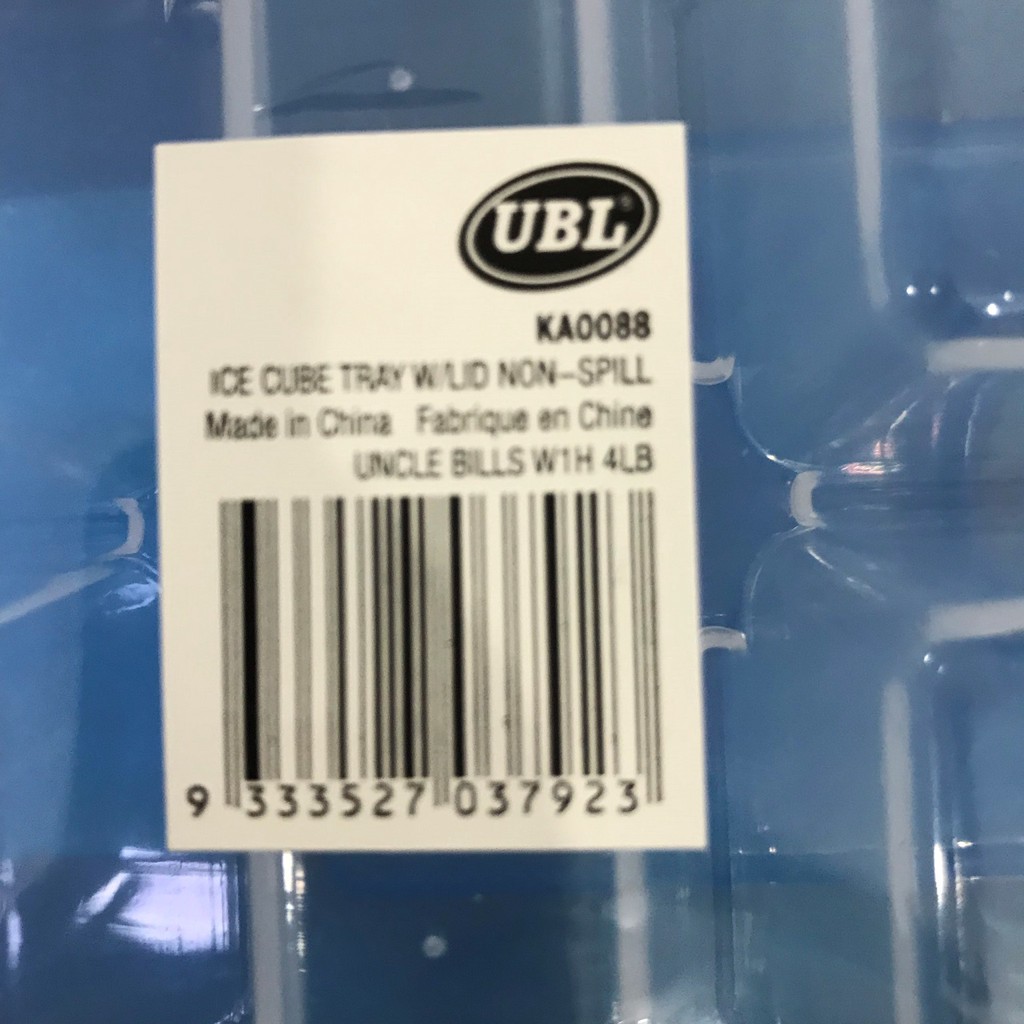 UBL®
KA0088
ICE CUBE TRAY W/LID NON-SPILL
Made in China Fabrique en Chine
UNCLE BILLS W1H 4LB
9 333527 037923